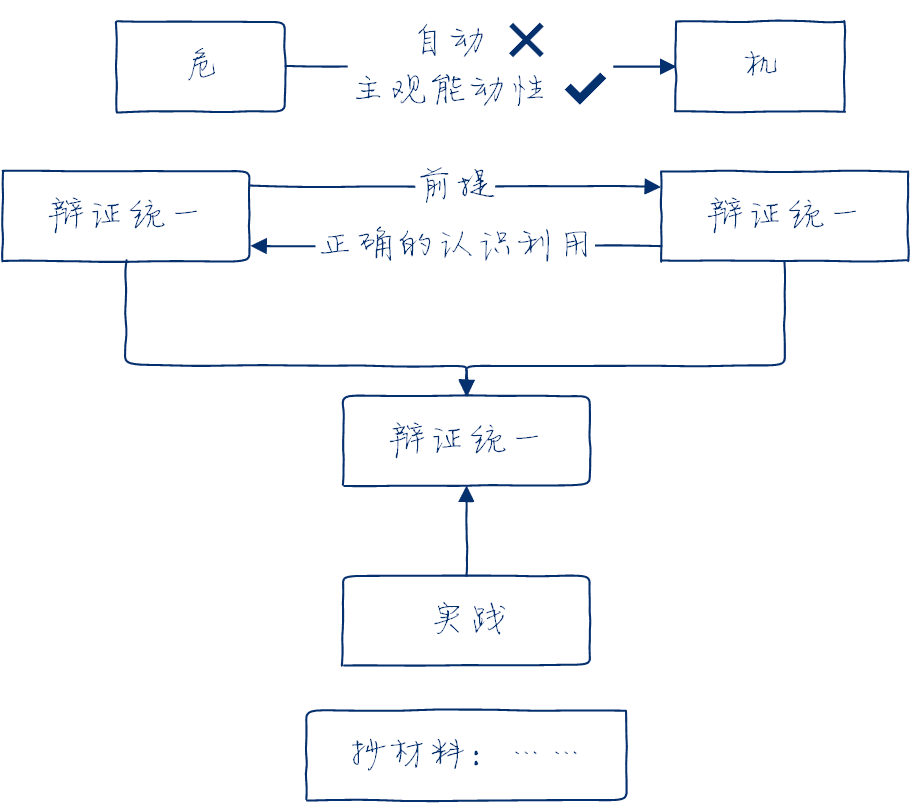 危
自动
主观能动性
机
辩证统一
前提
辩证统一
正确的认识利用
辩证统一
实践
抄材料：……